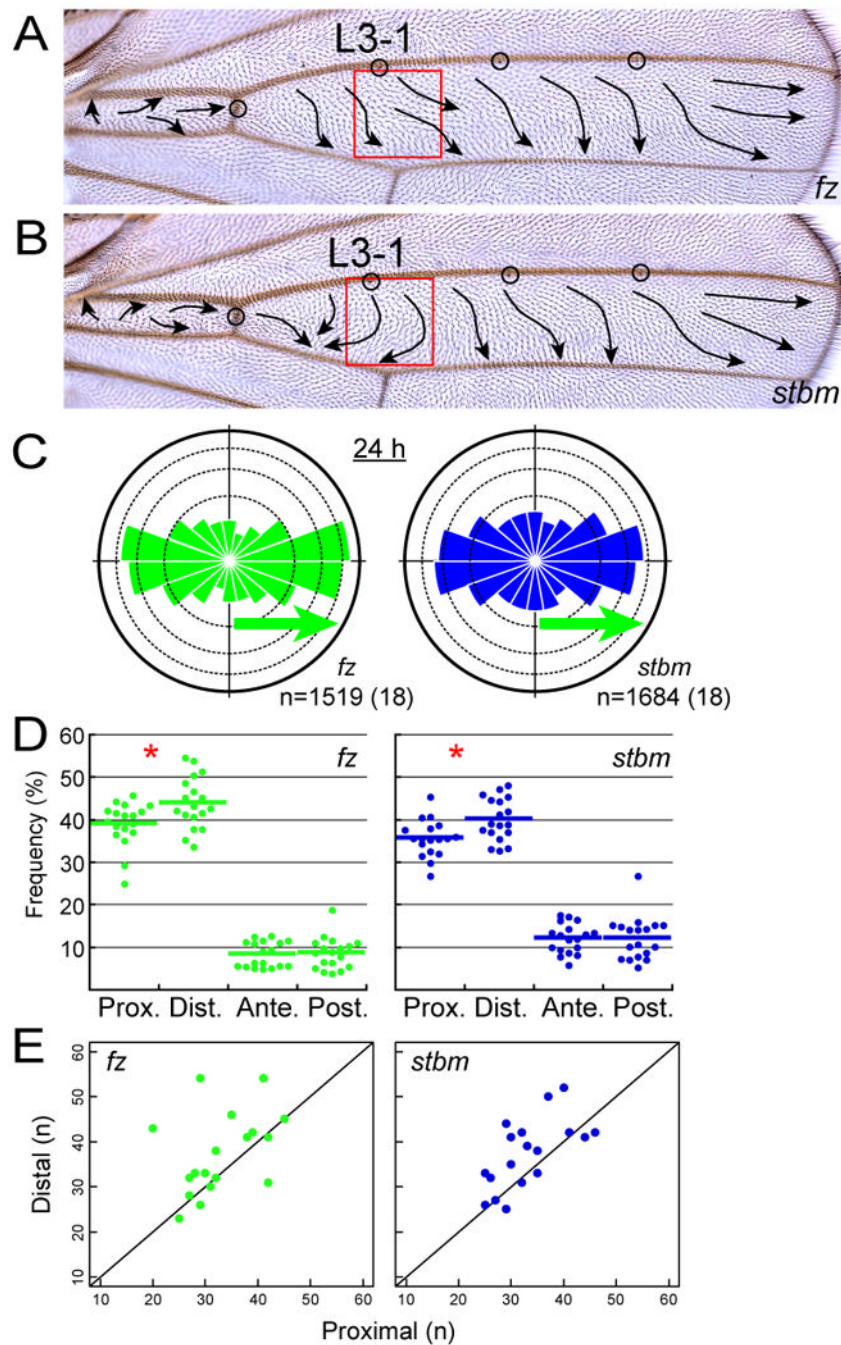 A
L3-1
fz
B
L3-1
stbm
C
24 h
fz
n=1519 (18)
stbm
n=1684 (18)
D
Frequency (%)
60
50
40
30
20
10
*
fz
*
stbm
Prox. Dist. Ante. Post.
Prox. Dist. Ante. Post.
E
Distal (n)
60
50
40
30
20
10
fz
stbm
10 20 30 40 50 60
10 20 30 40 50 60
Proximal (n)